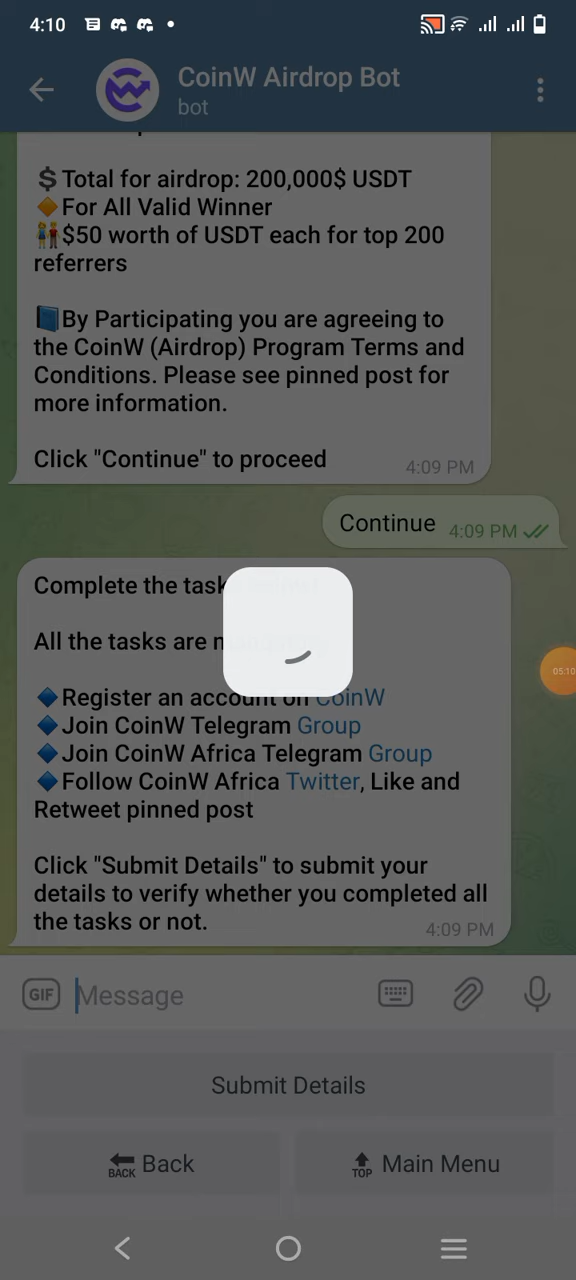 4:10
CoinW Airdrop Bot
bot
$ Total for airdrop: 200,000$ USDT
For All Valid Winner
$50 worth of USDT each for top 200
referrers
By Participating you are agreeing to
the CoinW (Airdrop) Program Terms and
Conditions. Please see pinned post for
more information.
Click "Continue" to proceed
4:09 PM
Continue 4:09 PM
Complete the
All the tasks are
Register an account on CoinW
Join CoinW Telegram Group
Join CoinW Africa Telegram Group
Follow CoinW Africa Twitter, Like and
Retweet pinned post
05:10
Click "Submit Details" to submit your
details to verify whether you completed all
the tasks or not.
4:09 PM
GIF Message
Submit Details
BACK Back
TOP Main Menu